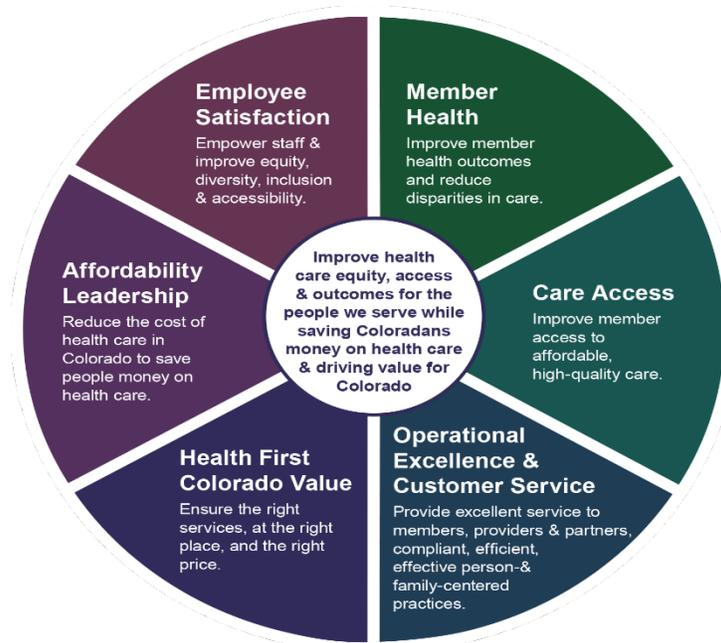 Employee
Satisfaction
Empower staff &
improve equity,
diversity, inclusion
& accessibility.
Member
Health
Improve member
health outcomes
and reduce
disparities in care.
Affordability
Leadership
Reduce the cost of
health care in
Colorado to save
people money on
health care.
Improve health
care equity, access
& outcomes for the
people we serve while
saving Coloradans
money on health care
& driving value for
Colorado
Care Access
Improve member
access to
affordable,
high-quality care.
Health First
Colorado Value
Ensure the right
services, at the right
place, and the right
price.
Operational
Excellence &
Customer Service
Provide excellent service to
members, providers & partners,
compliant, efficient,
effective person-&
family-centered
practices.